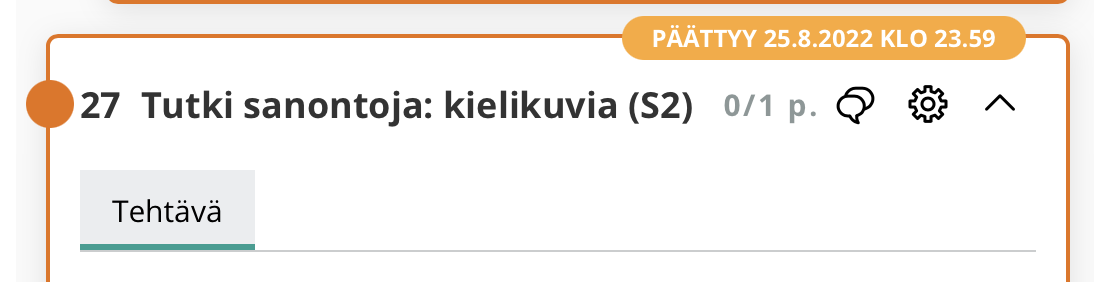 PÄÄTTYY 25.8.2022 KLO 23.59
27 Tutki sanontoja: kielikuvia (S2) 0/1 p.
Tehtävä